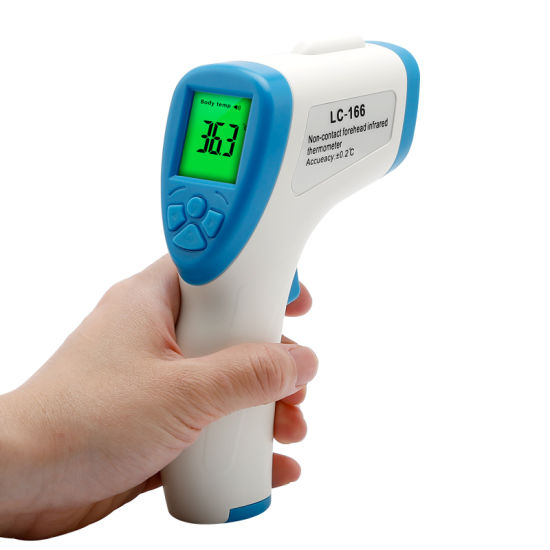 Body temp
36.3
LC-166
Non-contact forehead infrared
thermometer
Accueacy:±0.2℃